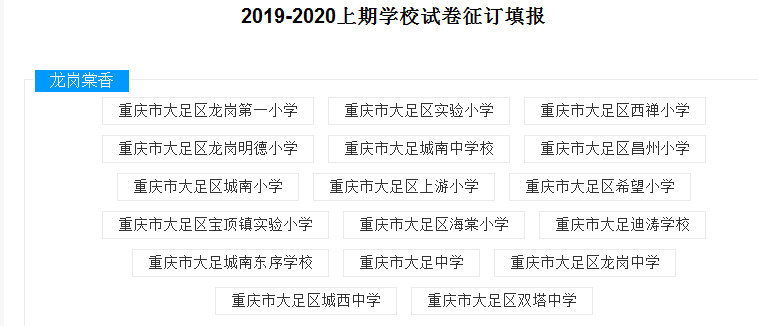 2019-2020上期学校试卷征订填报
龙岗棠香
重庆市大足区龙岗第一小学 重庆市大足区实验小学 重庆市大足区西禅小学
重庆市大足区龙岗明德小学 重庆市大足城南中学校 重庆市大足区昌州小学
重庆市大足区城南小学 重庆市大足区上游小学 重庆市大足区希望小学
重庆市大足区宝顶镇实验小学 重庆市大足区海棠小学 重庆市大足迪涛学校
重庆市大足城南东序学校 重庆市大足中学 重庆市大足区龙岗中学
重庆市大足区城西中学 重庆市大足区双塔中学